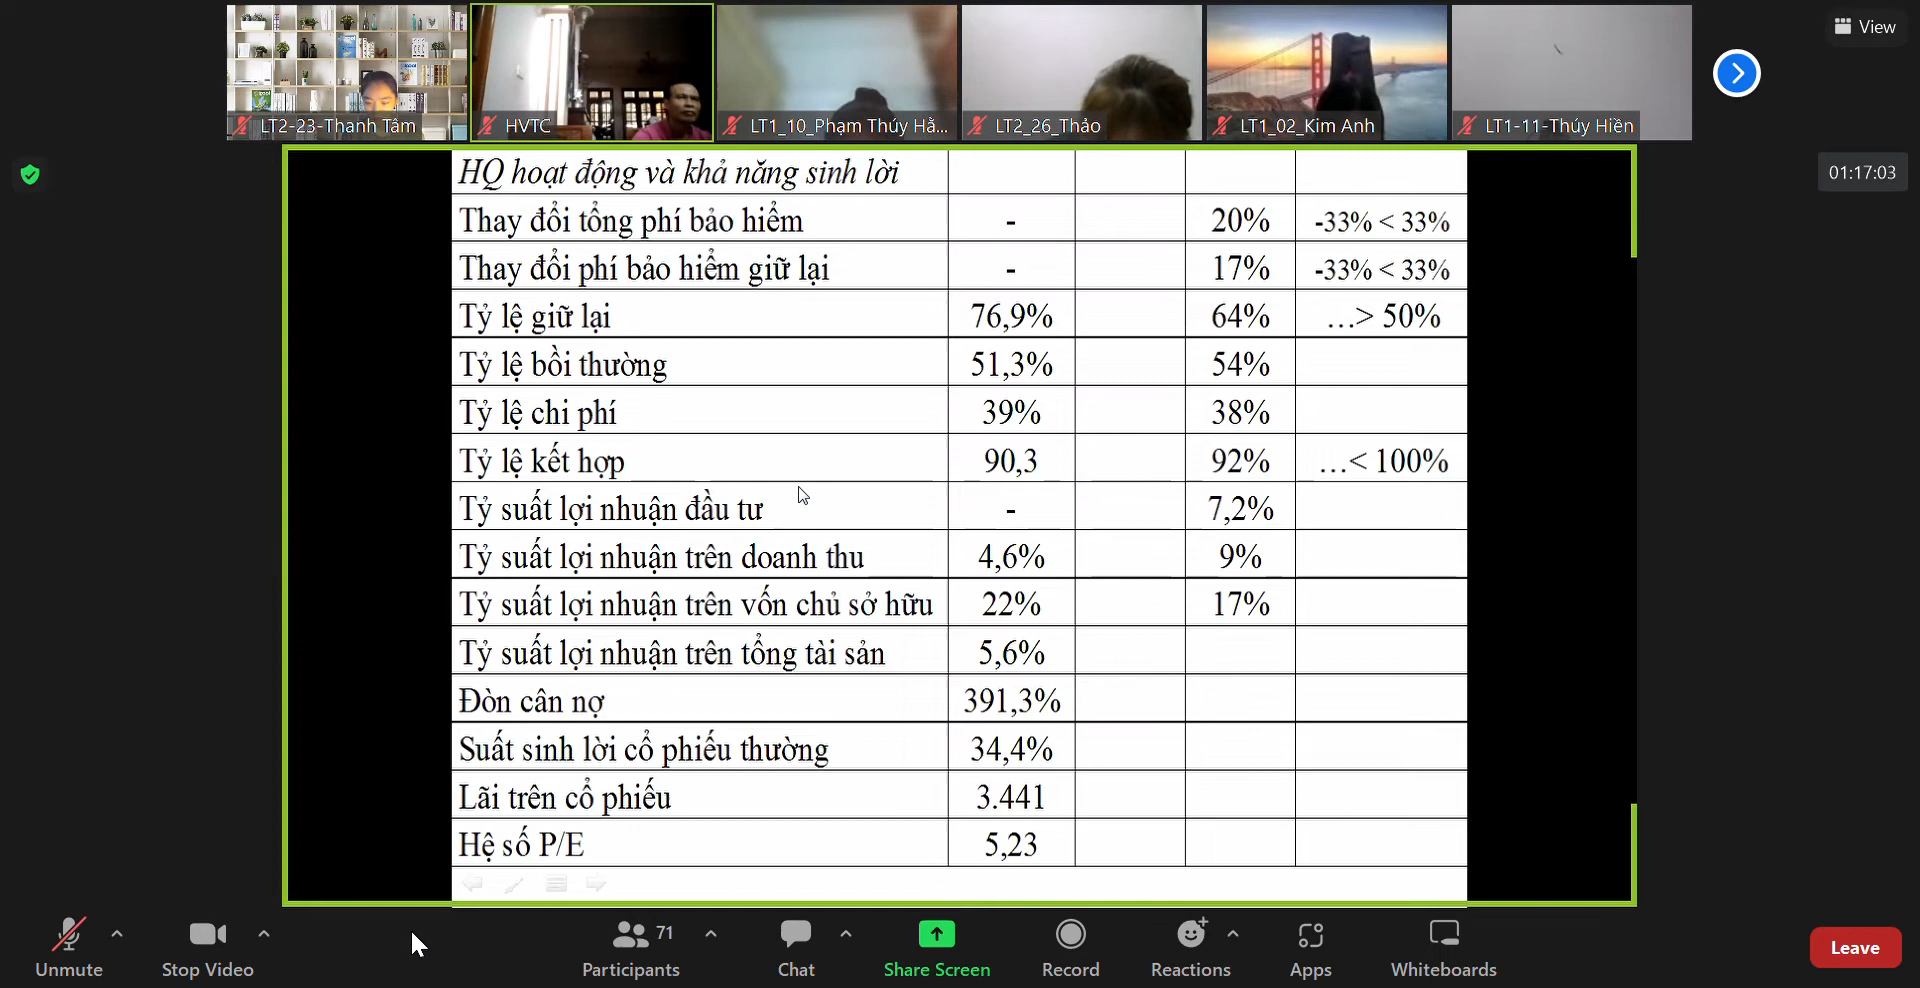 View
LT2-23-Thanh Tâm
HVTC
LT1_10_Phạm Thúy Hằ...
LT2_26_Thảo
LT1_02_Kim Anh
LT1-11-Thúy Hiền
01:17:03
HQ hoạt động và khả năng sinh lời
Thay đổi tổng phí bảo hiểm - 20% -33% < 33%
Thay đổi phí bảo hiểm giữ lại - 17% -33% < 33%
Tỷ lệ giữ lại 76,9% 64% ...> 50%
Tỷ lệ bồi thường 51,3% 54%
Tỷ lệ chi phí 39% 38%
Tỷ lệ kết hợp 90,3 92% ...< 100%
Tỷ suất lợi nhuận đầu tư - 7,2%
Tỷ suất lợi nhuận trên doanh thu 4,6% 9%
Tỷ suất lợi nhuận trên vốn chủ sở hữu 22% 17%
Tỷ suất lợi nhuận trên tổng tài sản 5,6%
Đòn cân nợ 391,3%
Suất sinh lời cổ phiếu thường 34,4%
Lãi trên cổ phiếu 3.441
Hệ số P/E 5,23
71
Unmute
Stop Video
Participants
Chat
Share Screen
Record
Reactions
Apps
Whiteboards
Leave